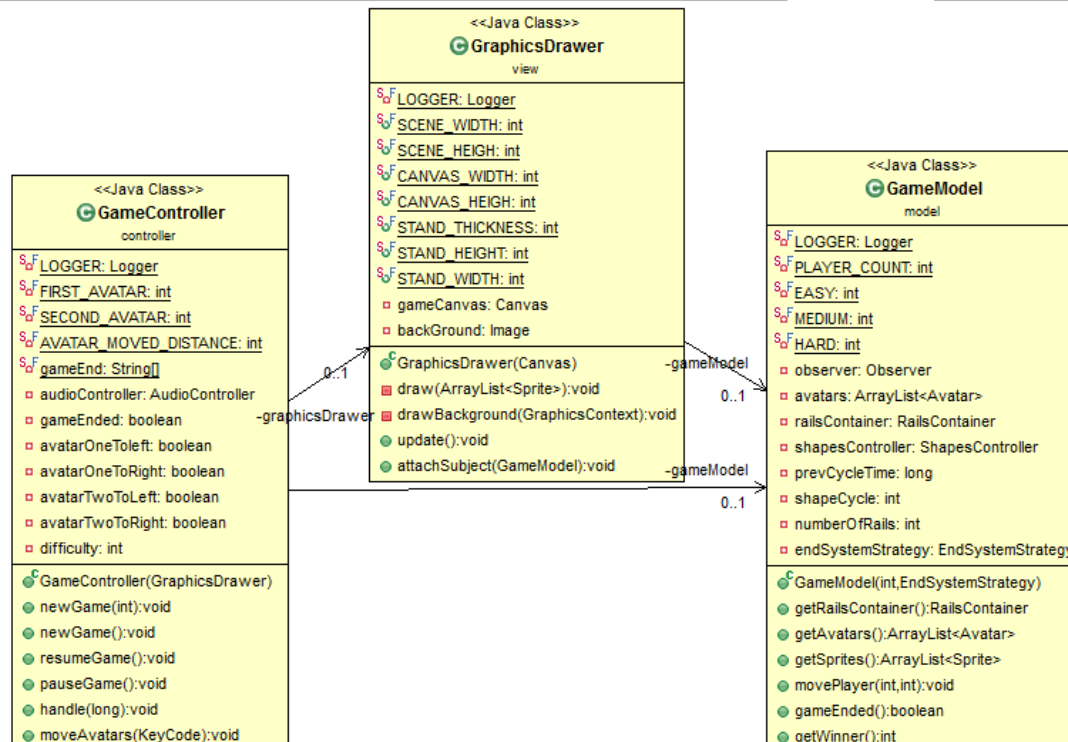 <<Java Class>>
GraphicsDrawer
view
LOGGER: Logger
SCENE_WIDTH: int
SCENE_HEIGH: int
CANVAS_WIDTH: int
CANVAS_HEIGH: int
STAND_THICKNESS: int
STAND_HEIGHT: int
STAND_WIDTH: int
gameCanvas: Canvas
backGround: Image
GraphicsDrawer(Canvas)
draw(ArrayList<Sprite>):void
drawBackground(GraphicsContext):void
update():void
attachSubject(GameModel):void
<<Java Class>>
GameController
controller
LOGGER: Logger
FIRST_AVATAR: int
SECOND_AVATAR: int
AVATAR_MOVED_DISTANCE: int
gameEnd: String[]
audioController: AudioController
gameEnded: boolean
avatarOneToleft: boolean
avatarOneToRight: boolean
avatarTwoToLeft: boolean
avatarTwoToRight: boolean
difficulty: int
GameController(GraphicsDrawer)
newGame(int):void
newGame():void
resumeGame():void
pauseGame():void
handle(long):void
moveAvatars(KeyCode):void
0..1
-graphicsDrawer
-gameModel
0..1
-gameModel
0..1
<<Java Class>>
GameModel
model
LOGGER: Logger
PLAYER_COUNT: int
EASY: int
MEDIUM: int
HARD: int
observer: Observer
avatars: ArrayList<Avatar>
railsContainer: RailsContainer
shapesController: ShapesController
prevCycleTime: long
shapeCycle: int
numberOfRails: int
endSystemStrategy: EndSystemStrategy
GameModel(int,EndSystemStrategy)
getRailsContainer():RailsContainer
getAvatars():ArrayList<Avatar>
getSprites():ArrayList<Sprite>
movePlayer(int,int):void
gameEnded():boolean
getWinner():int